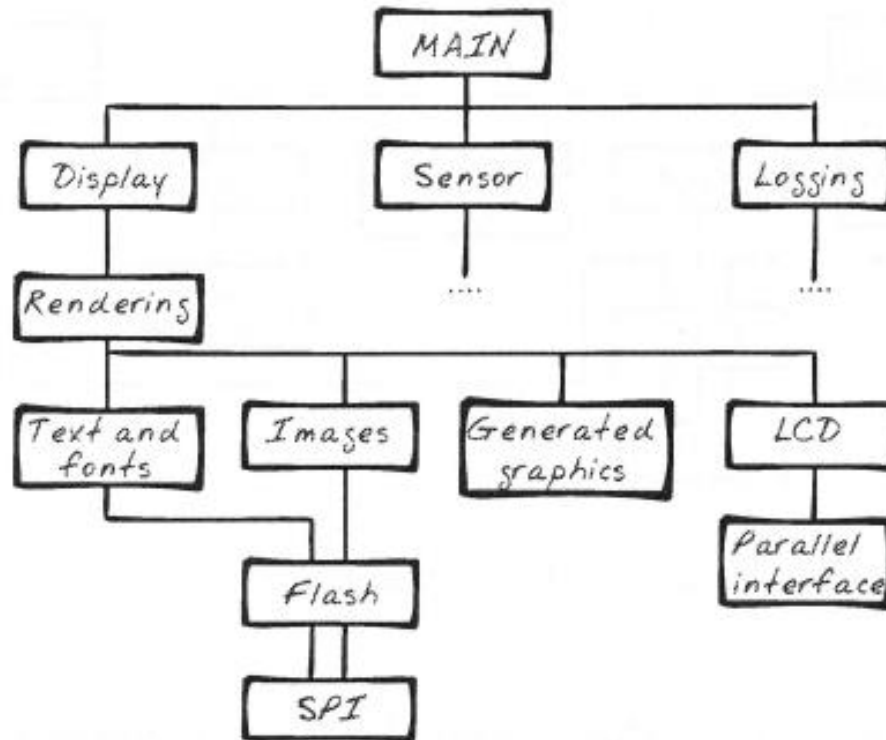 MAIN
Display
Sensor
Logging
....
....
Rendering
Text and
fonts
Images
Generated
graphics
LCD
Parallel
interface
Flash
SPI